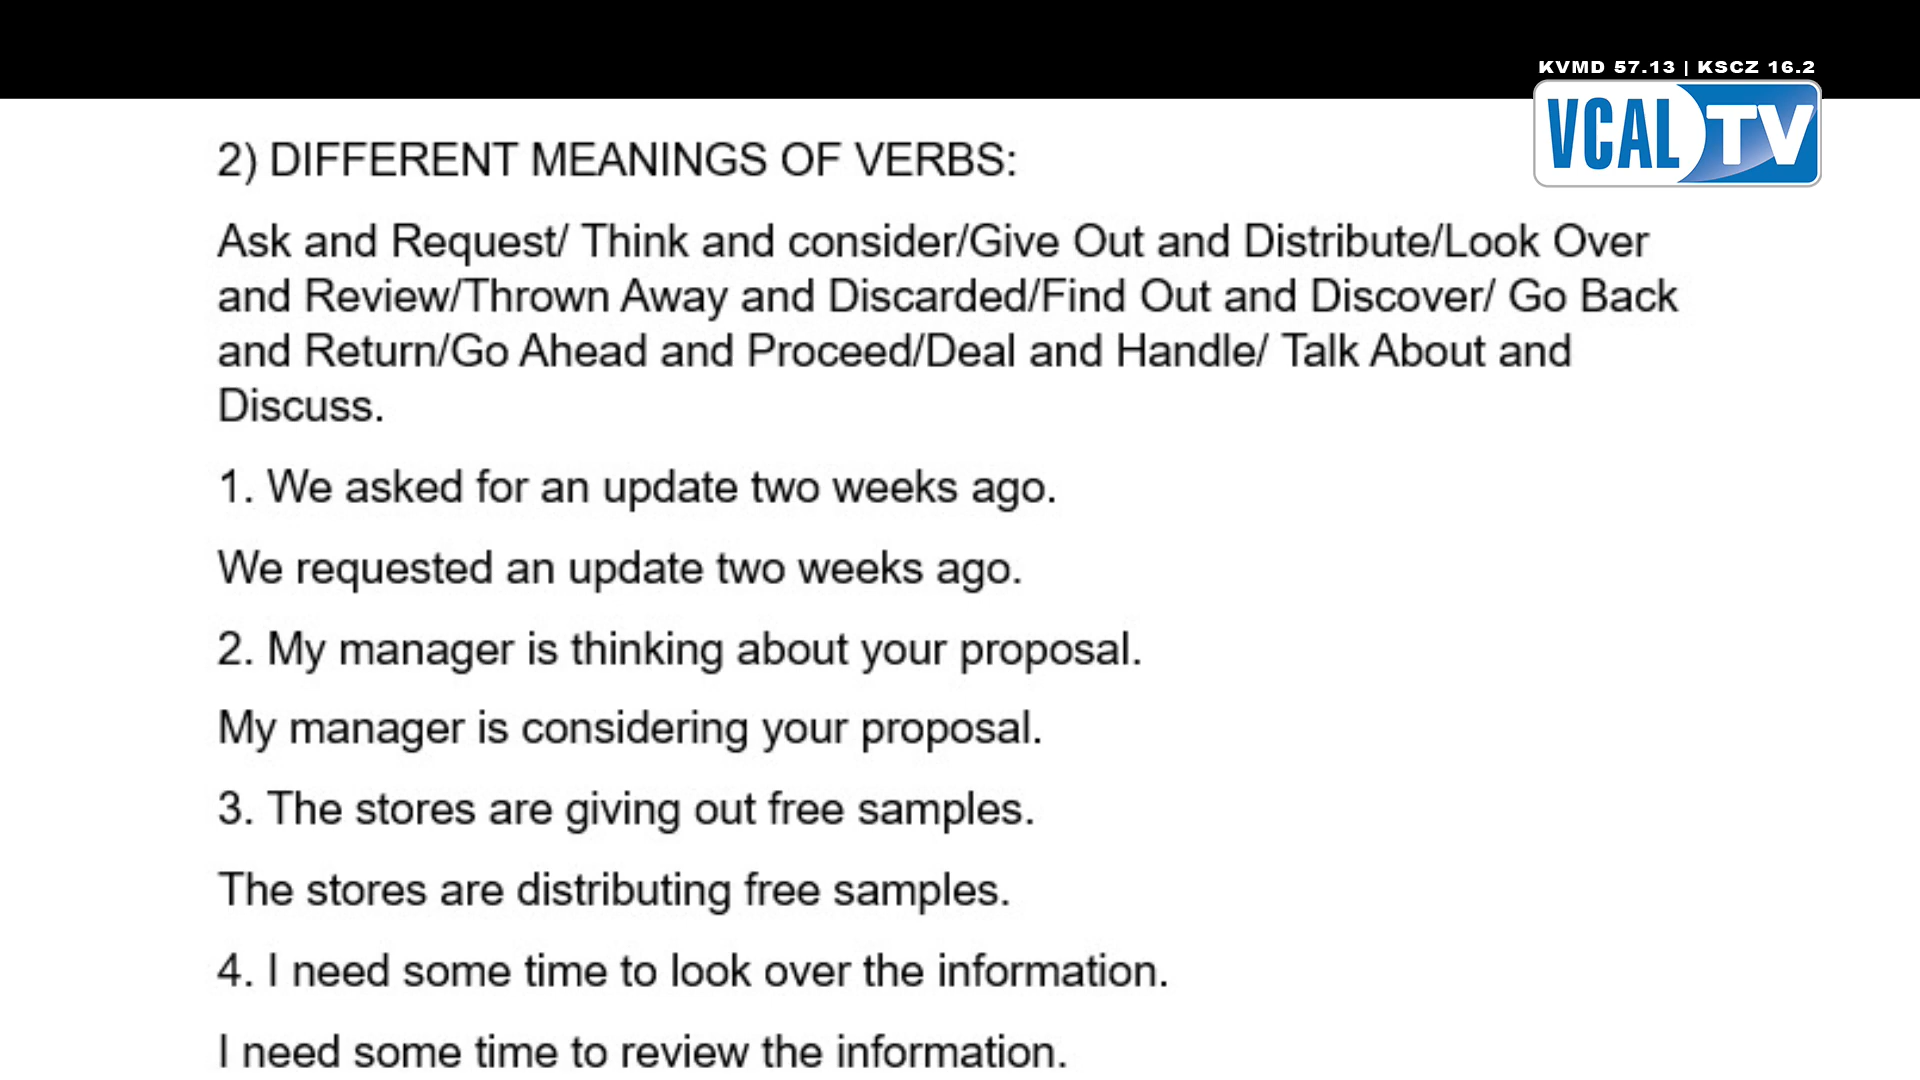 KVMD 57.13 | KSCZ 16.2
VCAL TV
2) DIFFERENT MEANINGS OF VERBS:
Ask and Request/ Think and consider/Give Out and Distribute/Look Over
and Review/Thrown Away and Discarded/Find Out and Discover/ Go Back
and Return/Go Ahead and Proceed/Deal and Handle/ Talk About and
Discuss.
1. We asked for an update two weeks ago.
We requested an update two weeks ago.
2. My manager is thinking about your proposal.
My manager is considering your proposal.
3. The stores are giving out free samples.
The stores are distributing free samples.
4. I need some time to look over the information.
I need some time to review the information.